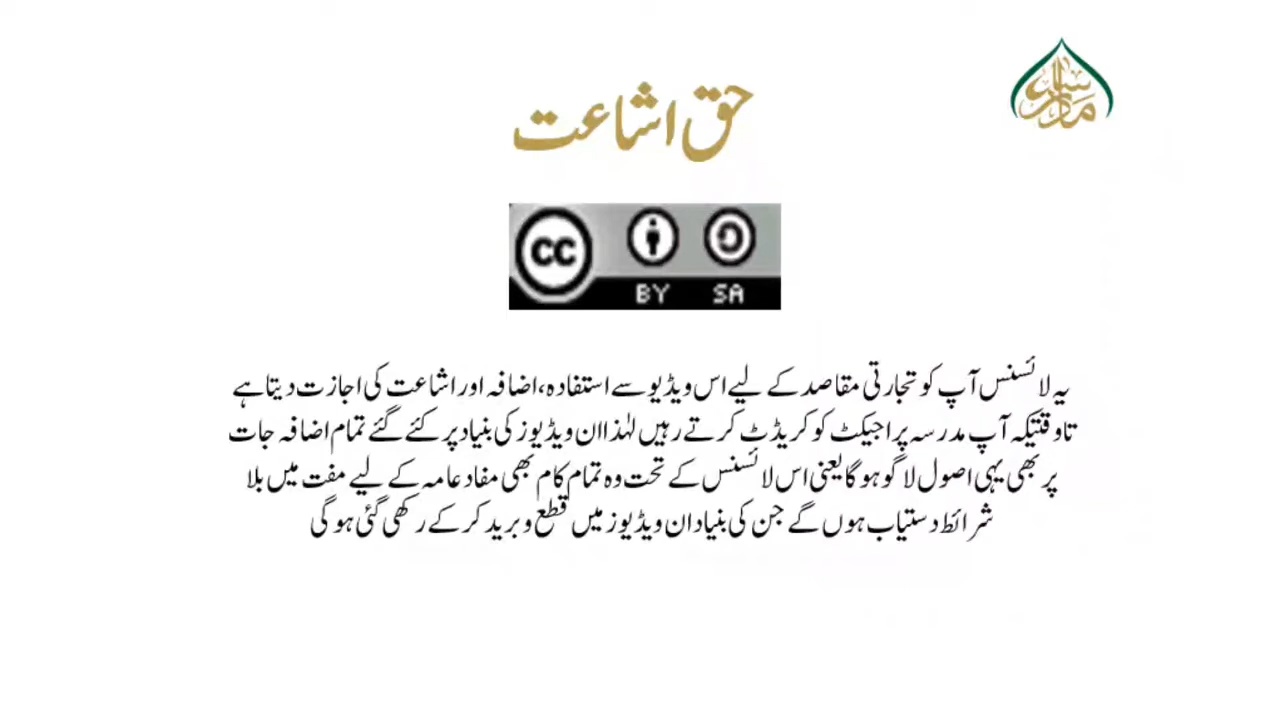 حق اشاعت
cc
BY SA
یہ لائسنس آپ کو تجارتی مقاصد کے لیے اس ویڈیو سے استفادہ، اضافہ اور اشاعت کی اجازت دیتا ہے
تاوقتیکہ آپ مدرسہ پراجیکٹ کو کریڈٹ کرتے رہیں لہٰذا ان ویڈیوز کی بنیاد پر کئے گئے تمام اضافہ جات
پر بھی یہی اصول لاگو ہوگا یعنی اس لائسنس کے تحت وہ تمام کام بھی مفاد عامہ کے لیے مفت میں بلا
شرائط دستیاب ہوں گے جن کی بنیاد ان ویڈیوز میں قطع و برید کر کے رکھی گئی ہوگی